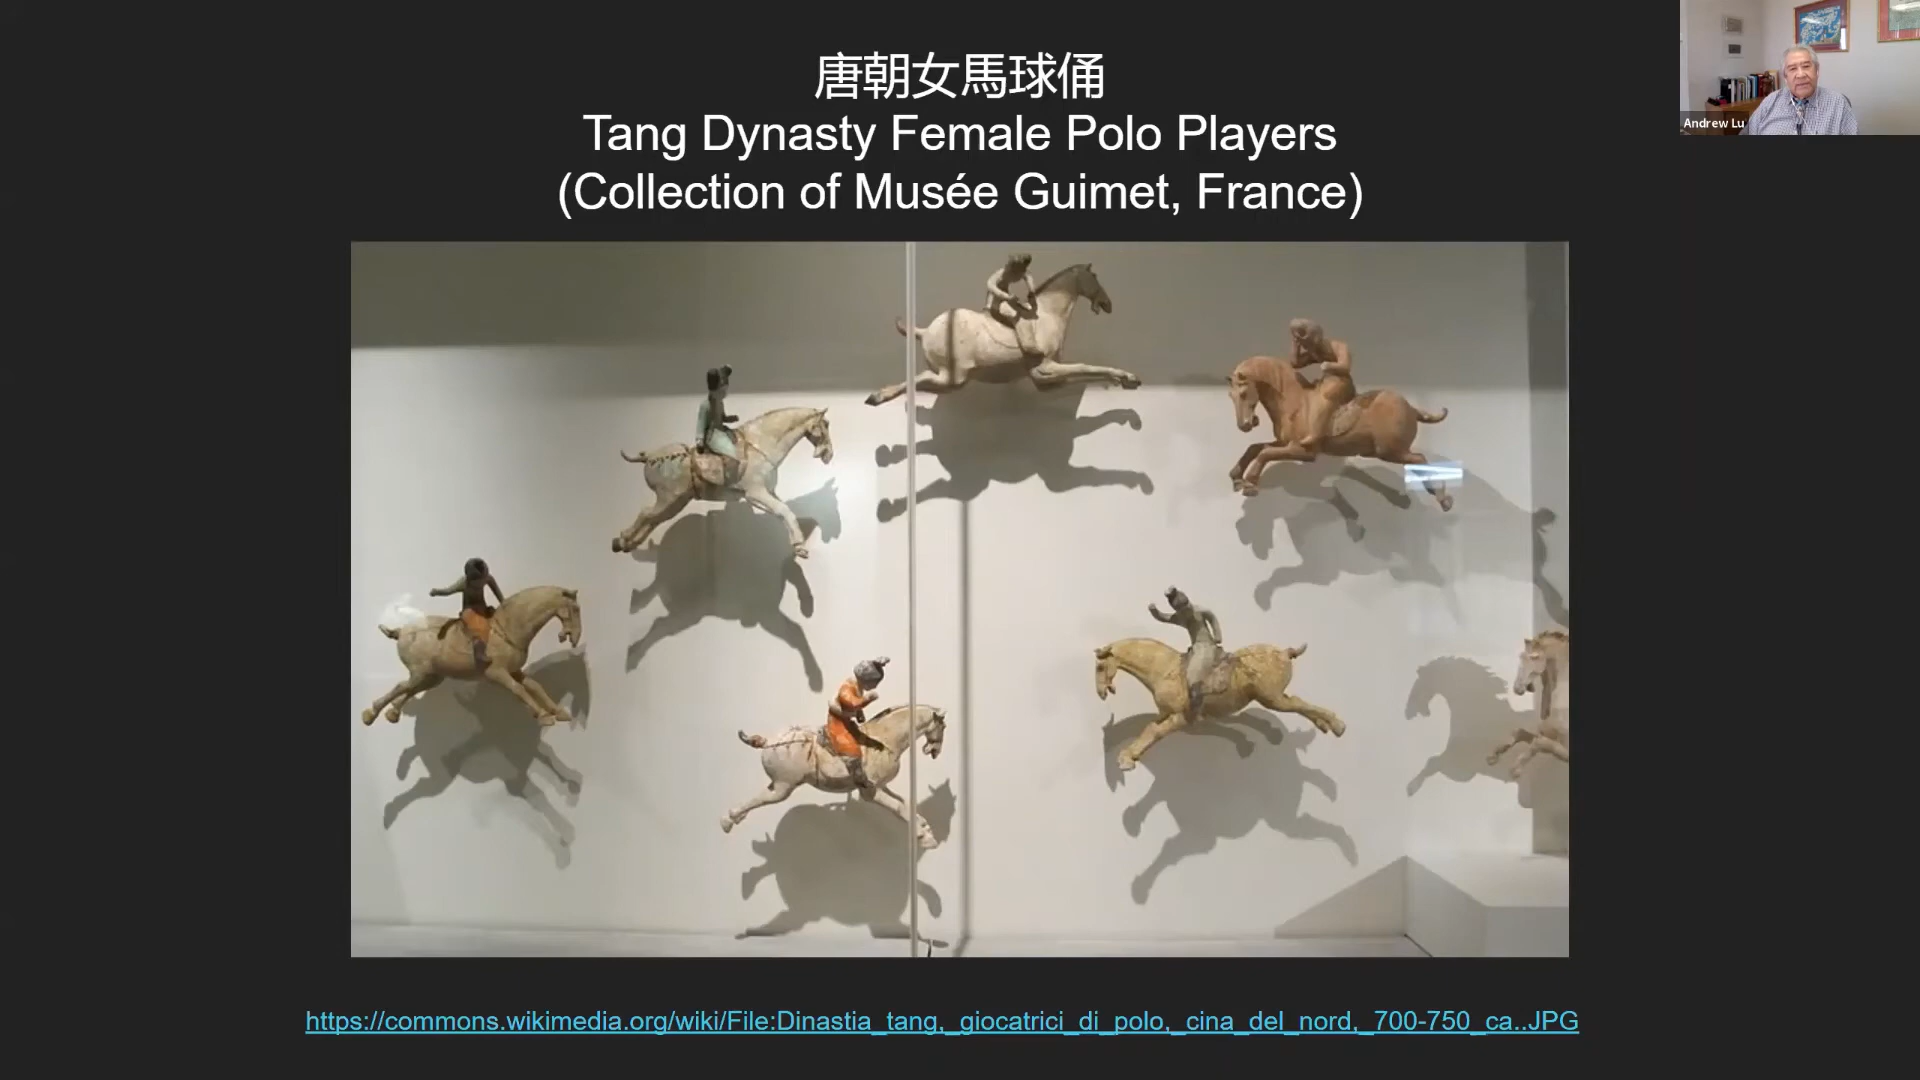 唐朝女馬球俑
Tang Dynasty Female Polo Players
(Collection of Musée Guimet, France)
Andrew Lu
https://commons.wikimedia.org/wiki/File:Dinastia_tang,_giocatrici_di_polo,_cina_del_nord,_700-750_ca..JPG